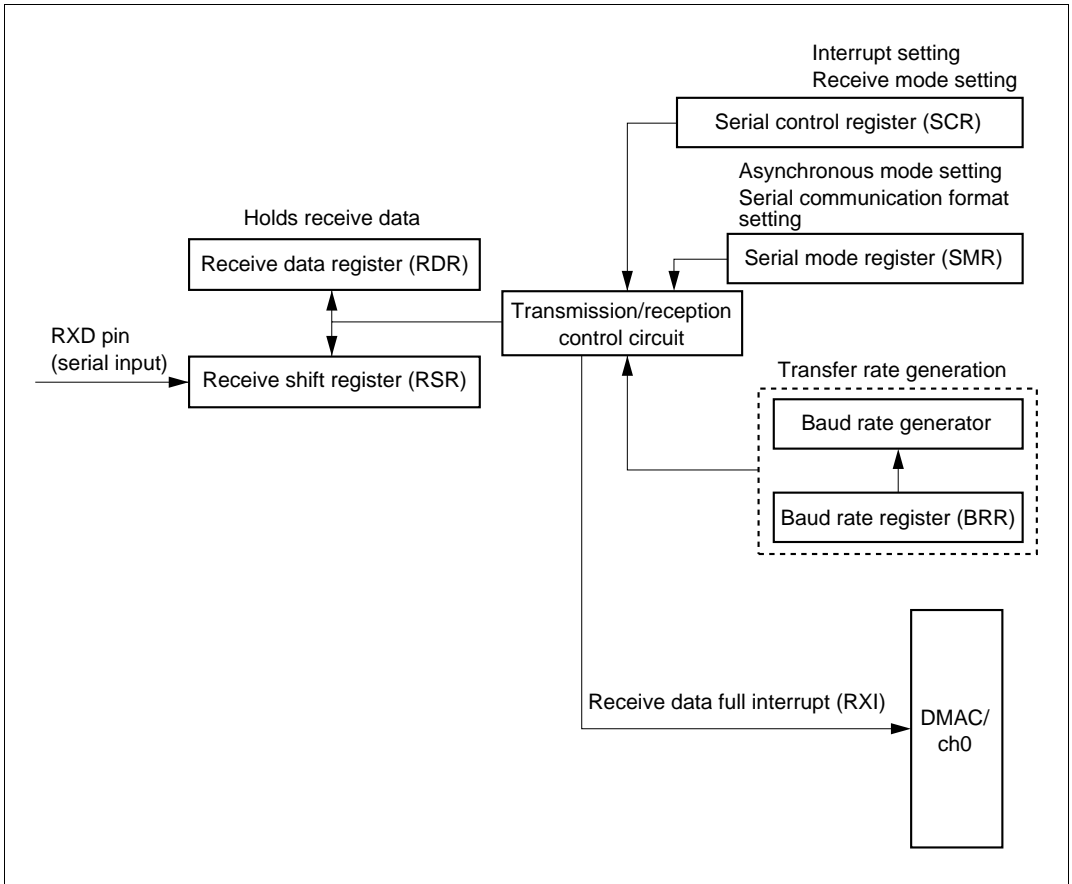 Interrupt setting
Receive mode setting
Serial control register (SCR)
Asynchronous mode setting
Serial communication format
setting
Serial mode register (SMR)
Holds receive data
Receive data register (RDR)
Transmission/reception
control circuit
RXD pin
(serial input)
Receive shift register (RSR)
Transfer rate generation
Baud rate generator
Baud rate register (BRR)
Receive data full interrupt (RXI)
DMAC/
ch0